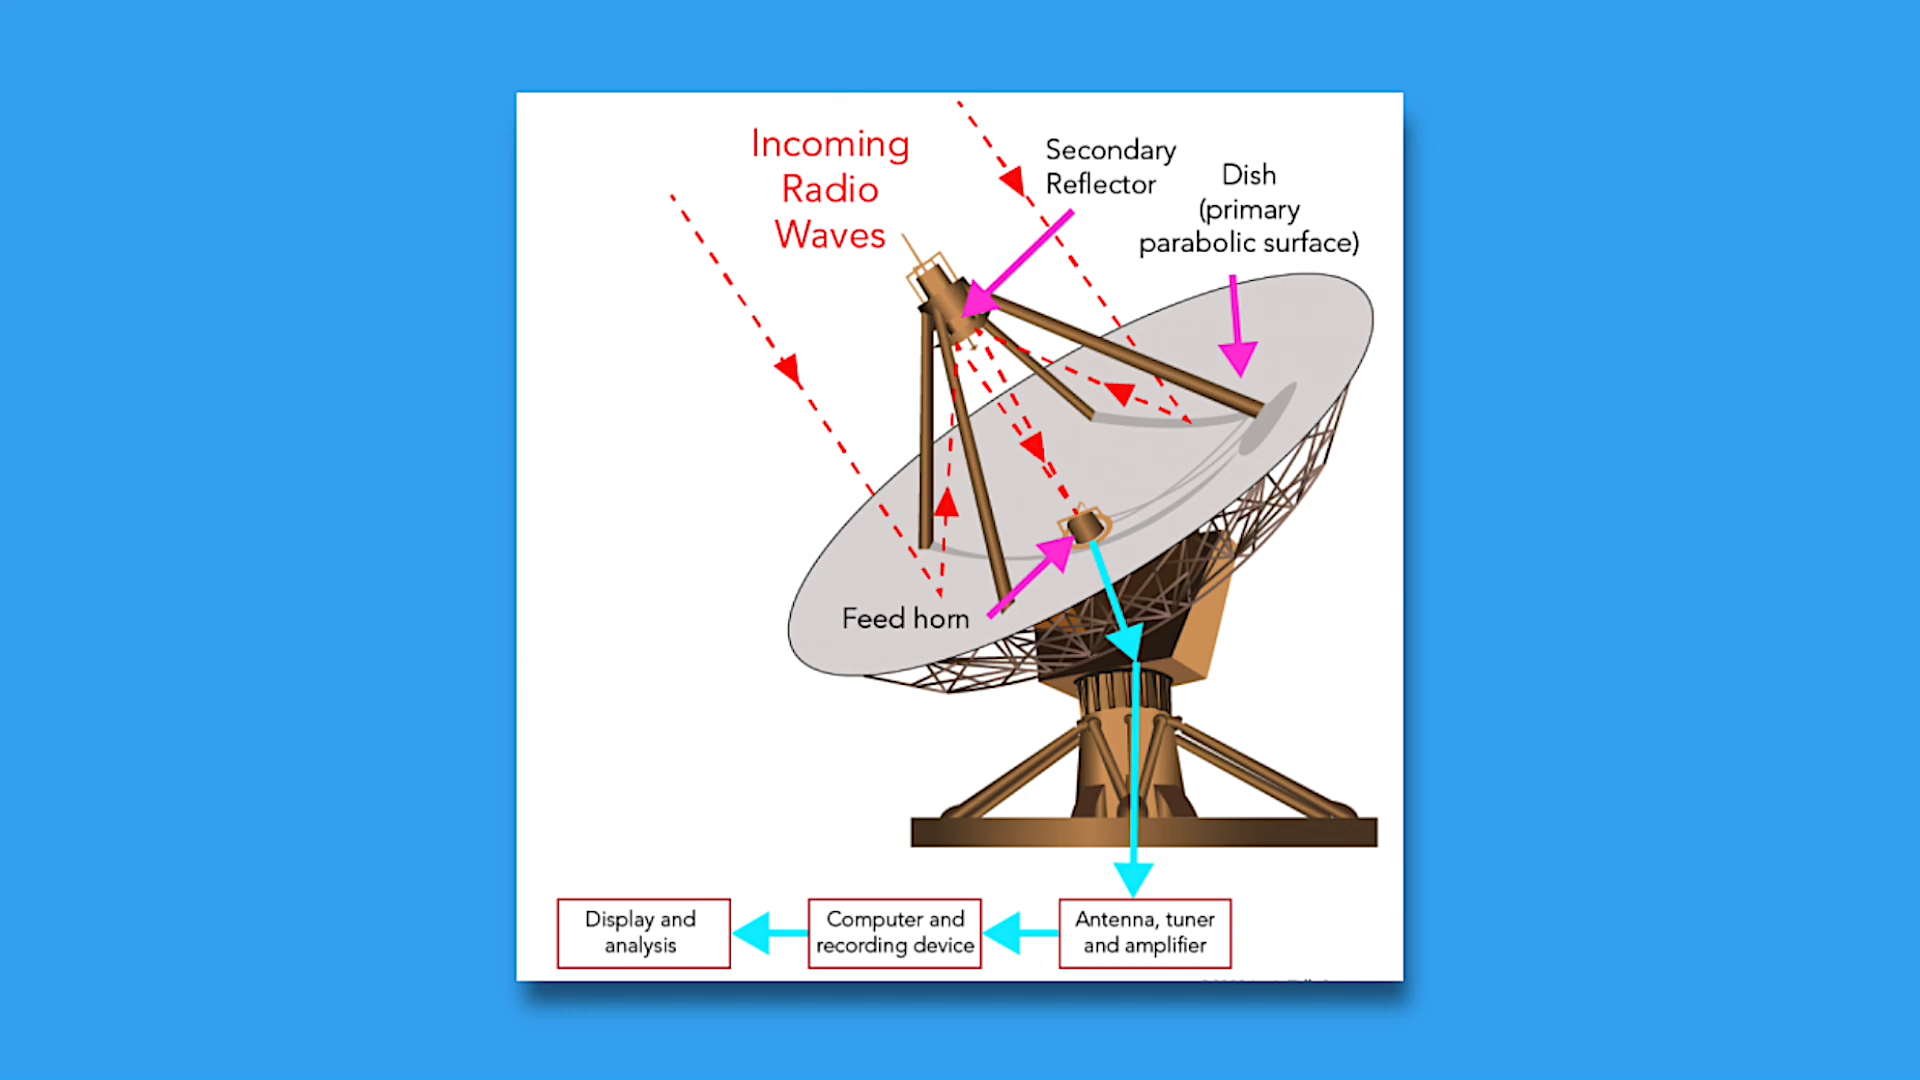 Incoming
Radio
Waves
Secondary
Reflector
Dish
(primary
parabolic surface)
Feed horn
Display and
analysis
Computer and
recording device
Antenna, tuner
and amplifier